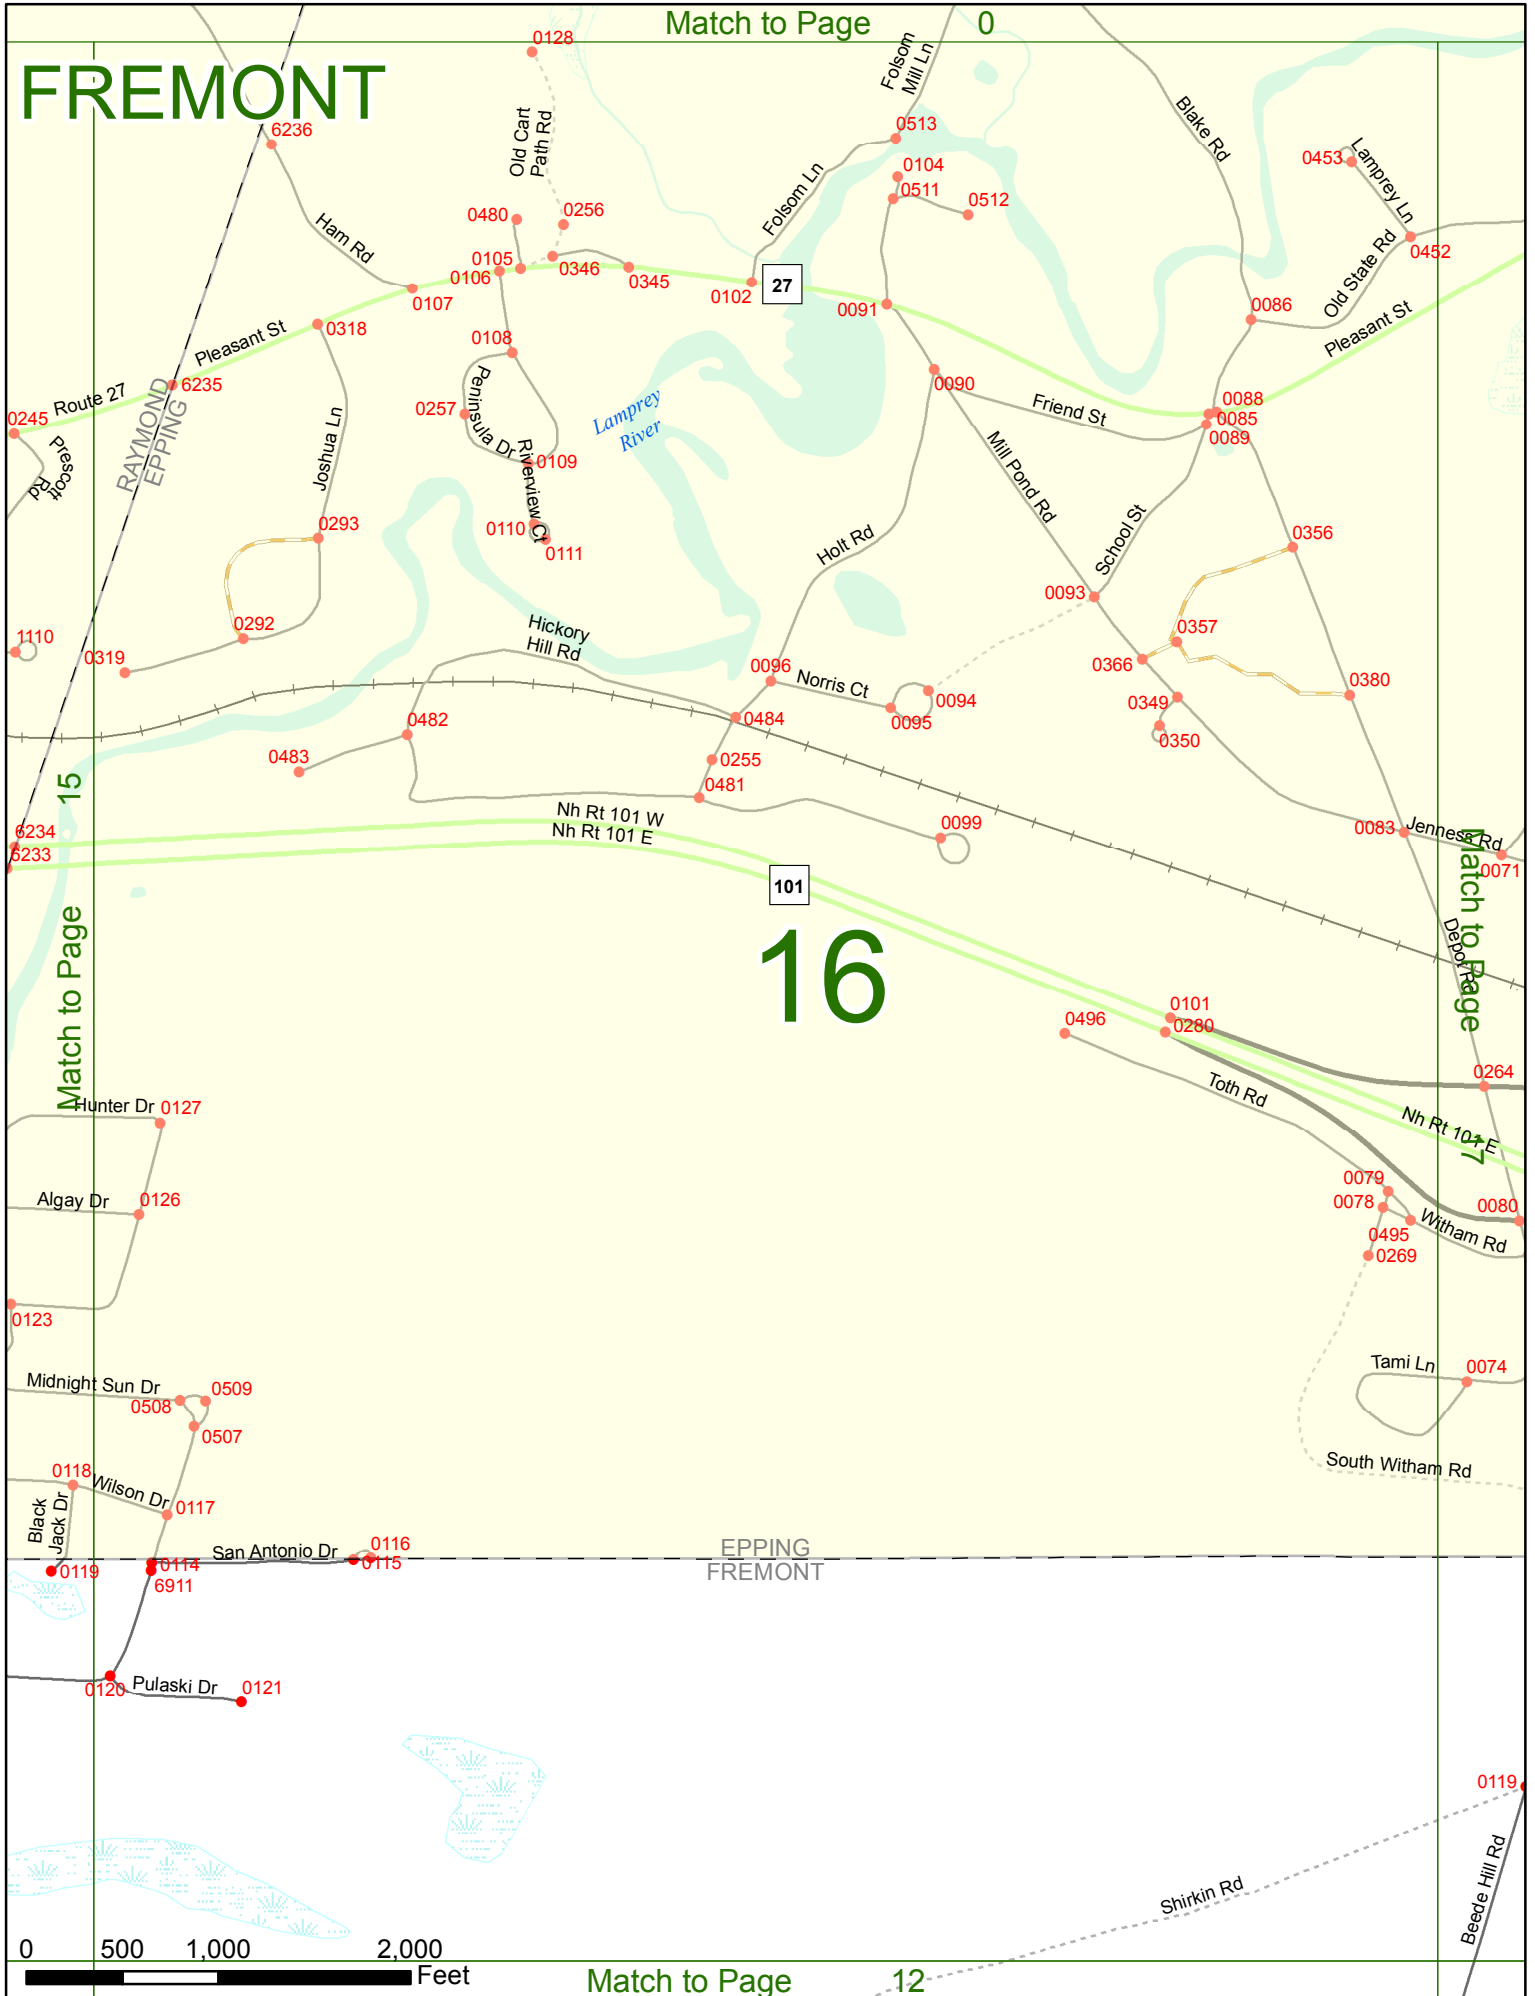 Match to Page 0
FREMONT
0128
Folsom
Mill Ln
Old Cart
Path Rd
Blake Rd
6236
0513
0453
Lamprey Ln
0104
0511
0512
Folsom Ln
0480
0256
Ham Rd
0452
Old State Rd
0105
0106
0346
0345
0102
27
0107
0091
0086
Pleasant St
0318
Pleasant St
0108
6235
Route 27
0090
Peninsula Dr
0257
Lamprey
River
Friend St
0088
0085
0089
0245
RAYMOND
EPPING
Prescott
Rd
Joshua Ln
0109
Riverview Ct
Mill Pond Rd
0293
0110
0111
Holt Rd
School St
0356
0093
Hickory
Hill Rd
1110
0292
0357
0319
0366
0096
Norris Ct
0094
0095
0380
0349
0350
0482
0484
0483
0255
0481
15
Match to Page
Nh Rt 101 W
Nh Rt 101 E
6234
6233
0099
0083
Jenness Rd
0071
101
16
Match to Page
17
Depot Rd
0101
0280
0496
0264
Toth Rd
Nh Rt 101 E
Hunter Dr
0127
Algay Dr
0126
0079
0078
0495
0080
Witham Rd
0269
0123
Tami Ln
0074
Midnight Sun Dr
0509
0508
0507
South Witham Rd
0118
Wilson Dr
0117
Black
Jack Dr
San Antonio Dr
0116
0115
0114
6911
0119
EPPING
FREMONT
0120
Pulaski Dr
0121
0119
Shirkin Rd
Beede Hill Rd
0 500 1,000 2,000
Feet
Match to Page 12